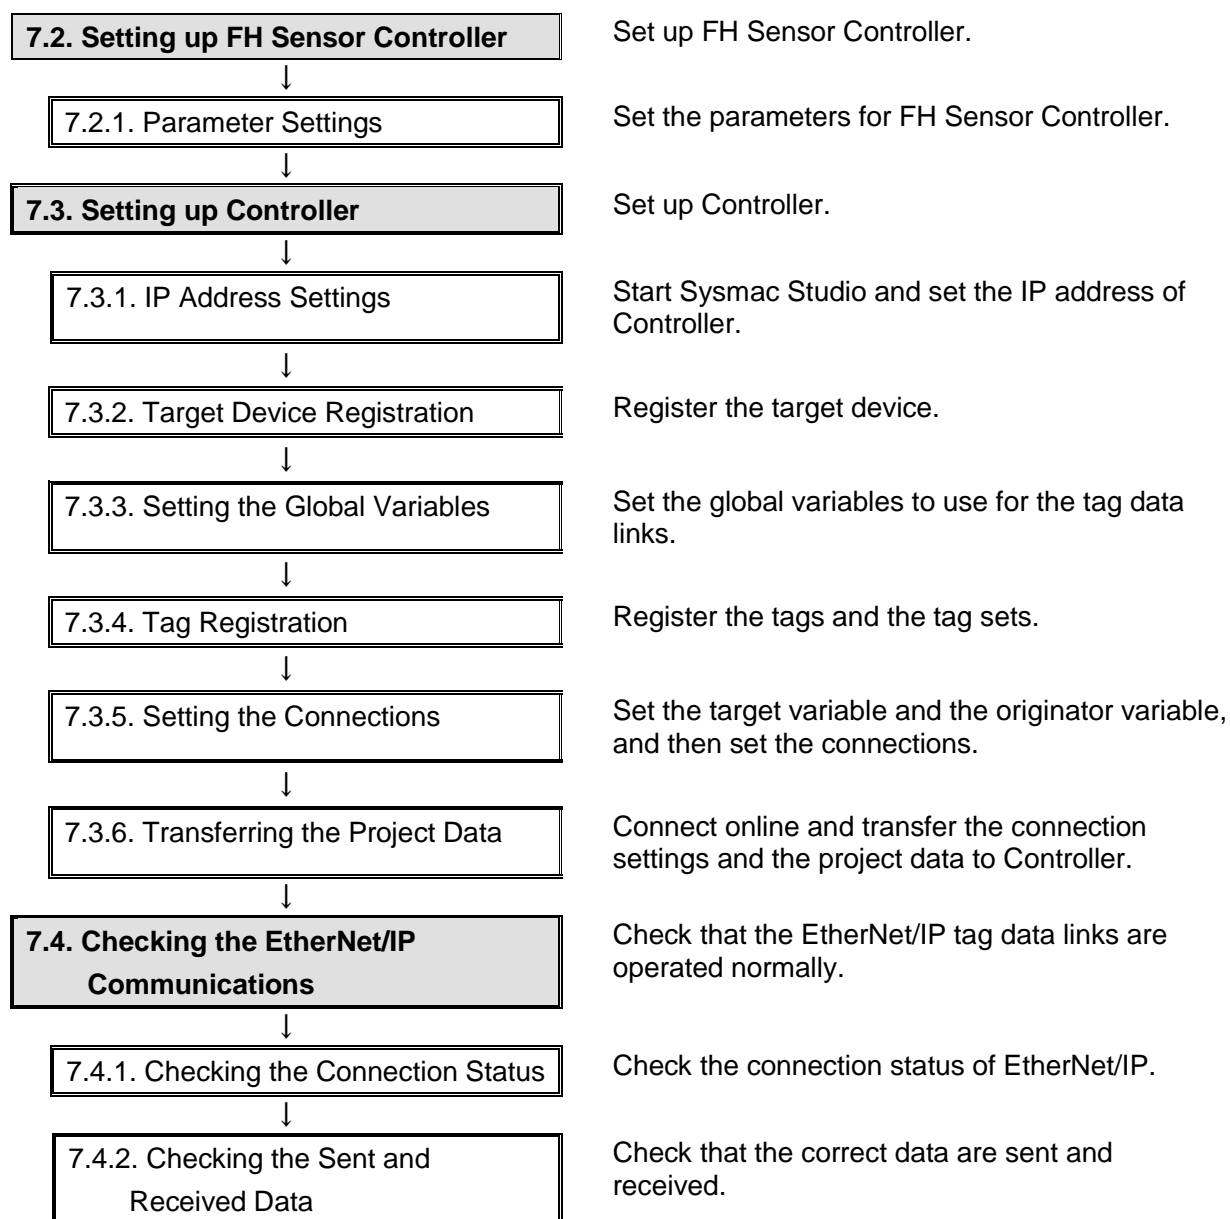 7.2. Setting up FH Sensor Controller
Set up FH Sensor Controller.
↓
7.2.1. Parameter Settings
Set the parameters for FH Sensor Controller.
↓
7.3. Setting up Controller
Set up Controller.
↓
7.3.1. IP Address Settings
Start Sysmac Studio and set the IP address of
Controller.
↓
7.3.2. Target Device Registration
Register the target device.
↓
7.3.3. Setting the Global Variables
Set the global variables to use for the tag data
links.
↓
7.3.4. Tag Registration
Register the tags and the tag sets.
↓
7.3.5. Setting the Connections
Set the target variable and the originator variable,
and then set the connections.
↓
7.3.6. Transferring the Project Data
Connect online and transfer the connection
settings and the project data to Controller.
↓
7.4. Checking the EtherNet/IP
Communications
Check that the EtherNet/IP tag data links are
operated normally.
↓
7.4.1. Checking the Connection Status
Check the connection status of EtherNet/IP.
↓
7.4.2. Checking the Sent and
Received Data
Check that the correct data are sent and
received.